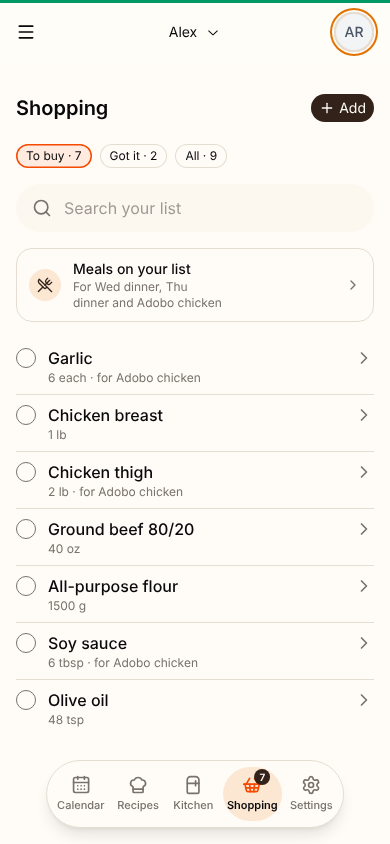 Alex
AR
Shopping
+ Add
To buy · 7
Got it · 2
All · 9
Search your list
Meals on your list
For Wed dinner, Thu
dinner and Adobo chicken
Garlic
6 each · for Adobo chicken
Chicken breast
1 lb
Chicken thigh
2 lb · for Adobo chicken
Ground beef 80/20
40 oz
All-purpose flour
1500 g
Soy sauce
6 tbsp · for Adobo chicken
Olive oil
48 tsp
7
Calendar
Recipes
Kitchen
Shopping
Settings